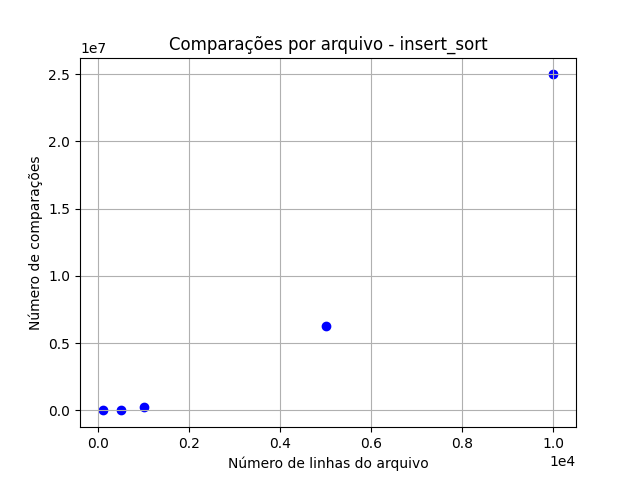 Comparações por arquivo - insert_sort
1e7
2.5
2.0
1.5
1.0
0.5
0.0
Número de comparações
0.0 0.2 0.4 0.6 0.8 1.0
1e4
Número de linhas do arquivo